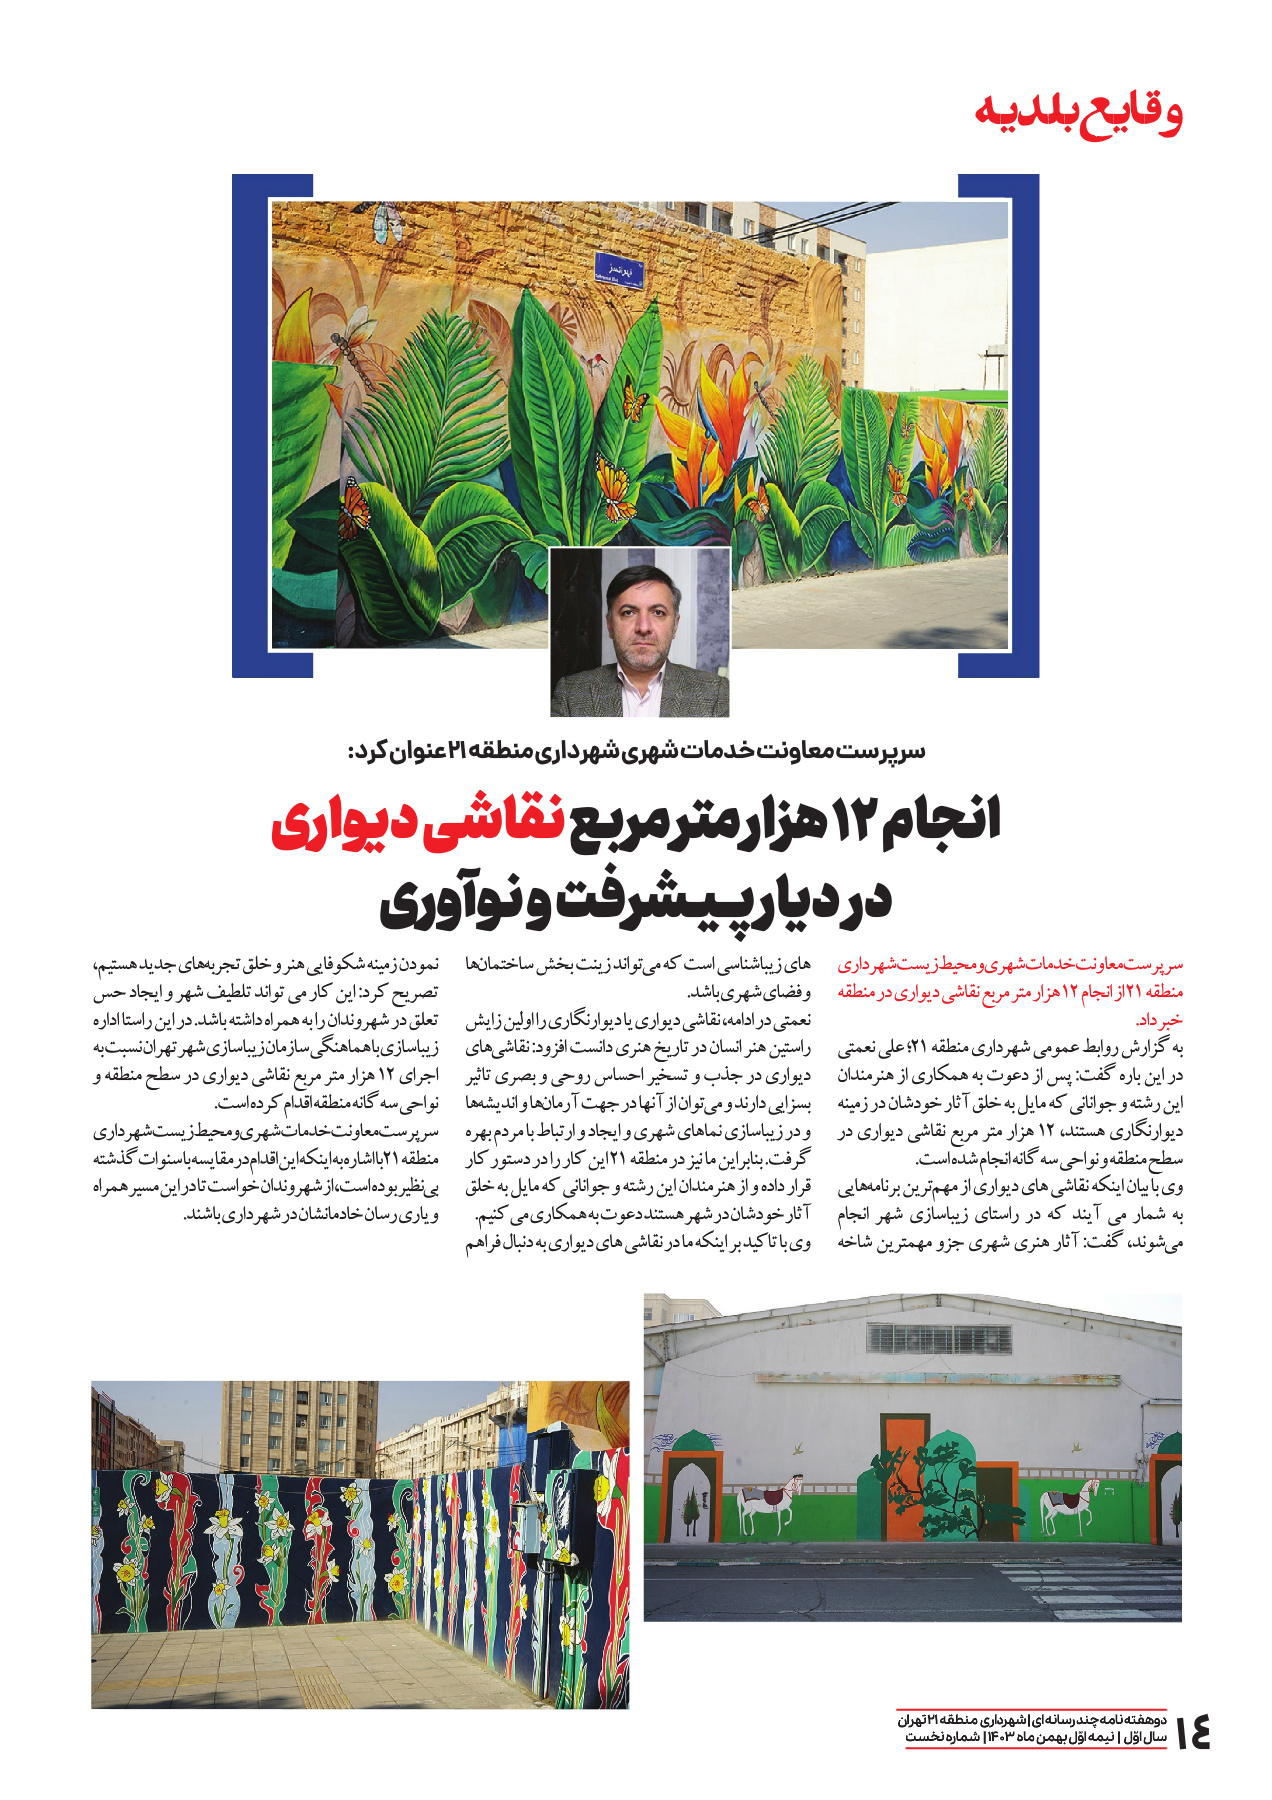 وقایع بلدیه
تهرانسر
سرپرست معاونت خدمات شهری شهرداری منطقه ۲۱ عنوان کرد:
انجام ۱۲ هزار متر مربع نقاشی دیواری
در دیار پیشرفت و نوآوری
سرپرست معاونت خدمات شهری و محیط زیست شهرداری
منطقه ۲۱ از انجام ۱۲ هزار متر مربع نقاشی دیواری در منطقه
خبر داد.
به گزارش روابط عمومی شهرداری منطقه ۲۱؛ علی نعمتی
در این باره گفت: پس از دعوت به همکاری از هنرمندان
این رشته و جوانانی که مایل به خلق آثار خودشان در زمینه
دیوارنگاری هستند، ۱۲ هزار متر مربع نقاشی دیواری در
سطح منطقه و نواحی سه گانه انجام شده است.
وی با بیان اینکه نقاشی های دیواری از مهم‌ترین برنامه‌هایی
به شمار می آیند که در راستای زیباسازی شهر انجام
می‌شوند، گفت: آثار هنری شهری جزو مهمترین شاخه
های زیباشناسی است که می‌تواند زینت بخش ساختمان‌ها
و فضای شهری باشد.
نعمتی در ادامه، نقاشی دیواری یا دیوارنگاری را اولین زایش
راستین هنر انسان در تاریخ هنری دانست افزود: نقاشی‌های
دیواری در جذب و تسخیر احساس روحی و بصری تاثیر
بسزایی دارند و می‌توان از آنها در جهت آرمان‌ها و اندیشه‌ها
و در زیباسازی نماهای شهری و ایجاد و ارتباط با مردم بهره
گرفت. بنابراین ما نیز در منطقه ۲۱ این کار را در دستور کار
قرار داده و از هنرمندان این رشته و جوانانی که مایل به خلق
آثار خودشان در شهر هستند دعوت به همکاری می کنیم.
وی با تاکید بر اینکه ما در نقاشی های دیواری به دنبال فراهم
نمودن زمینه شکوفایی هنر و خلق تجربه‌های جدید هستیم،
تصریح کرد: این کار می تواند تلطیف شهر و ایجاد حس
تعلق در شهروندان را به همراه داشته باشد. در این راستا اداره
زیباسازی با هماهنگی سازمان زیباسازی شهر تهران نسبت به
اجرای ۱۲ هزار متر مربع نقاشی دیواری در سطح منطقه و
نواحی سه گانه منطقه اقدام کرده است.
سرپرست معاونت خدمات شهری و محیط زیست شهرداری
منطقه ۲۱ با اشاره به اینکه این اقدام در مقایسه با سنوات گذشته
بی‌نظیر بوده است، از شهروندان خواست تا در این مسیر همراه
و یاری رسان خادمانشان در شهرداری باشند.
۱۴
دو هفته نامه چند رسانه ای | شهرداری منطقه ۲۱ تهران
سال اوّل | نیمه اوّل بهمن ماه ۱۴۰۳ | شماره نخست